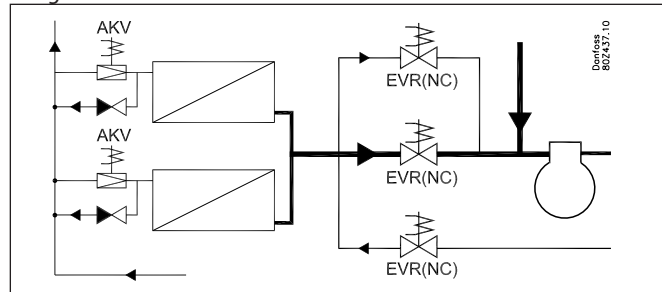 AKV
AKV
EVR(NC)
EVR(NC)
EVR(NC)
Danfoss
80Z437.10